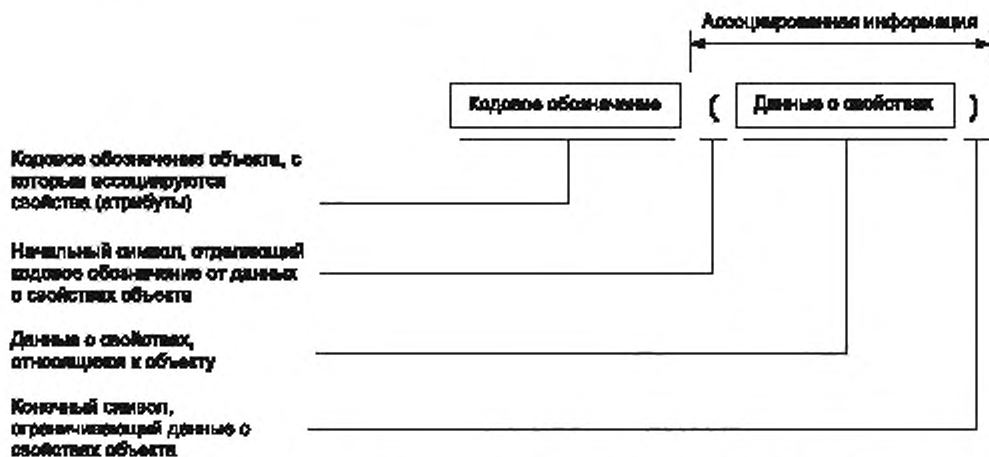 Ассоциированная информация
Кодовое обозначение ( Данные о свойствах )
Кодовое обозначение объекта, с
которым ассоциируются
свойства (атрибуты)
Начальный символ, отделяющий
кодовое обозначение от данных
о свойствах объекта
Данные о свойствах,
относящиеся к объекту
Конечный символ,
ограничивающий данные о
свойствах объекта